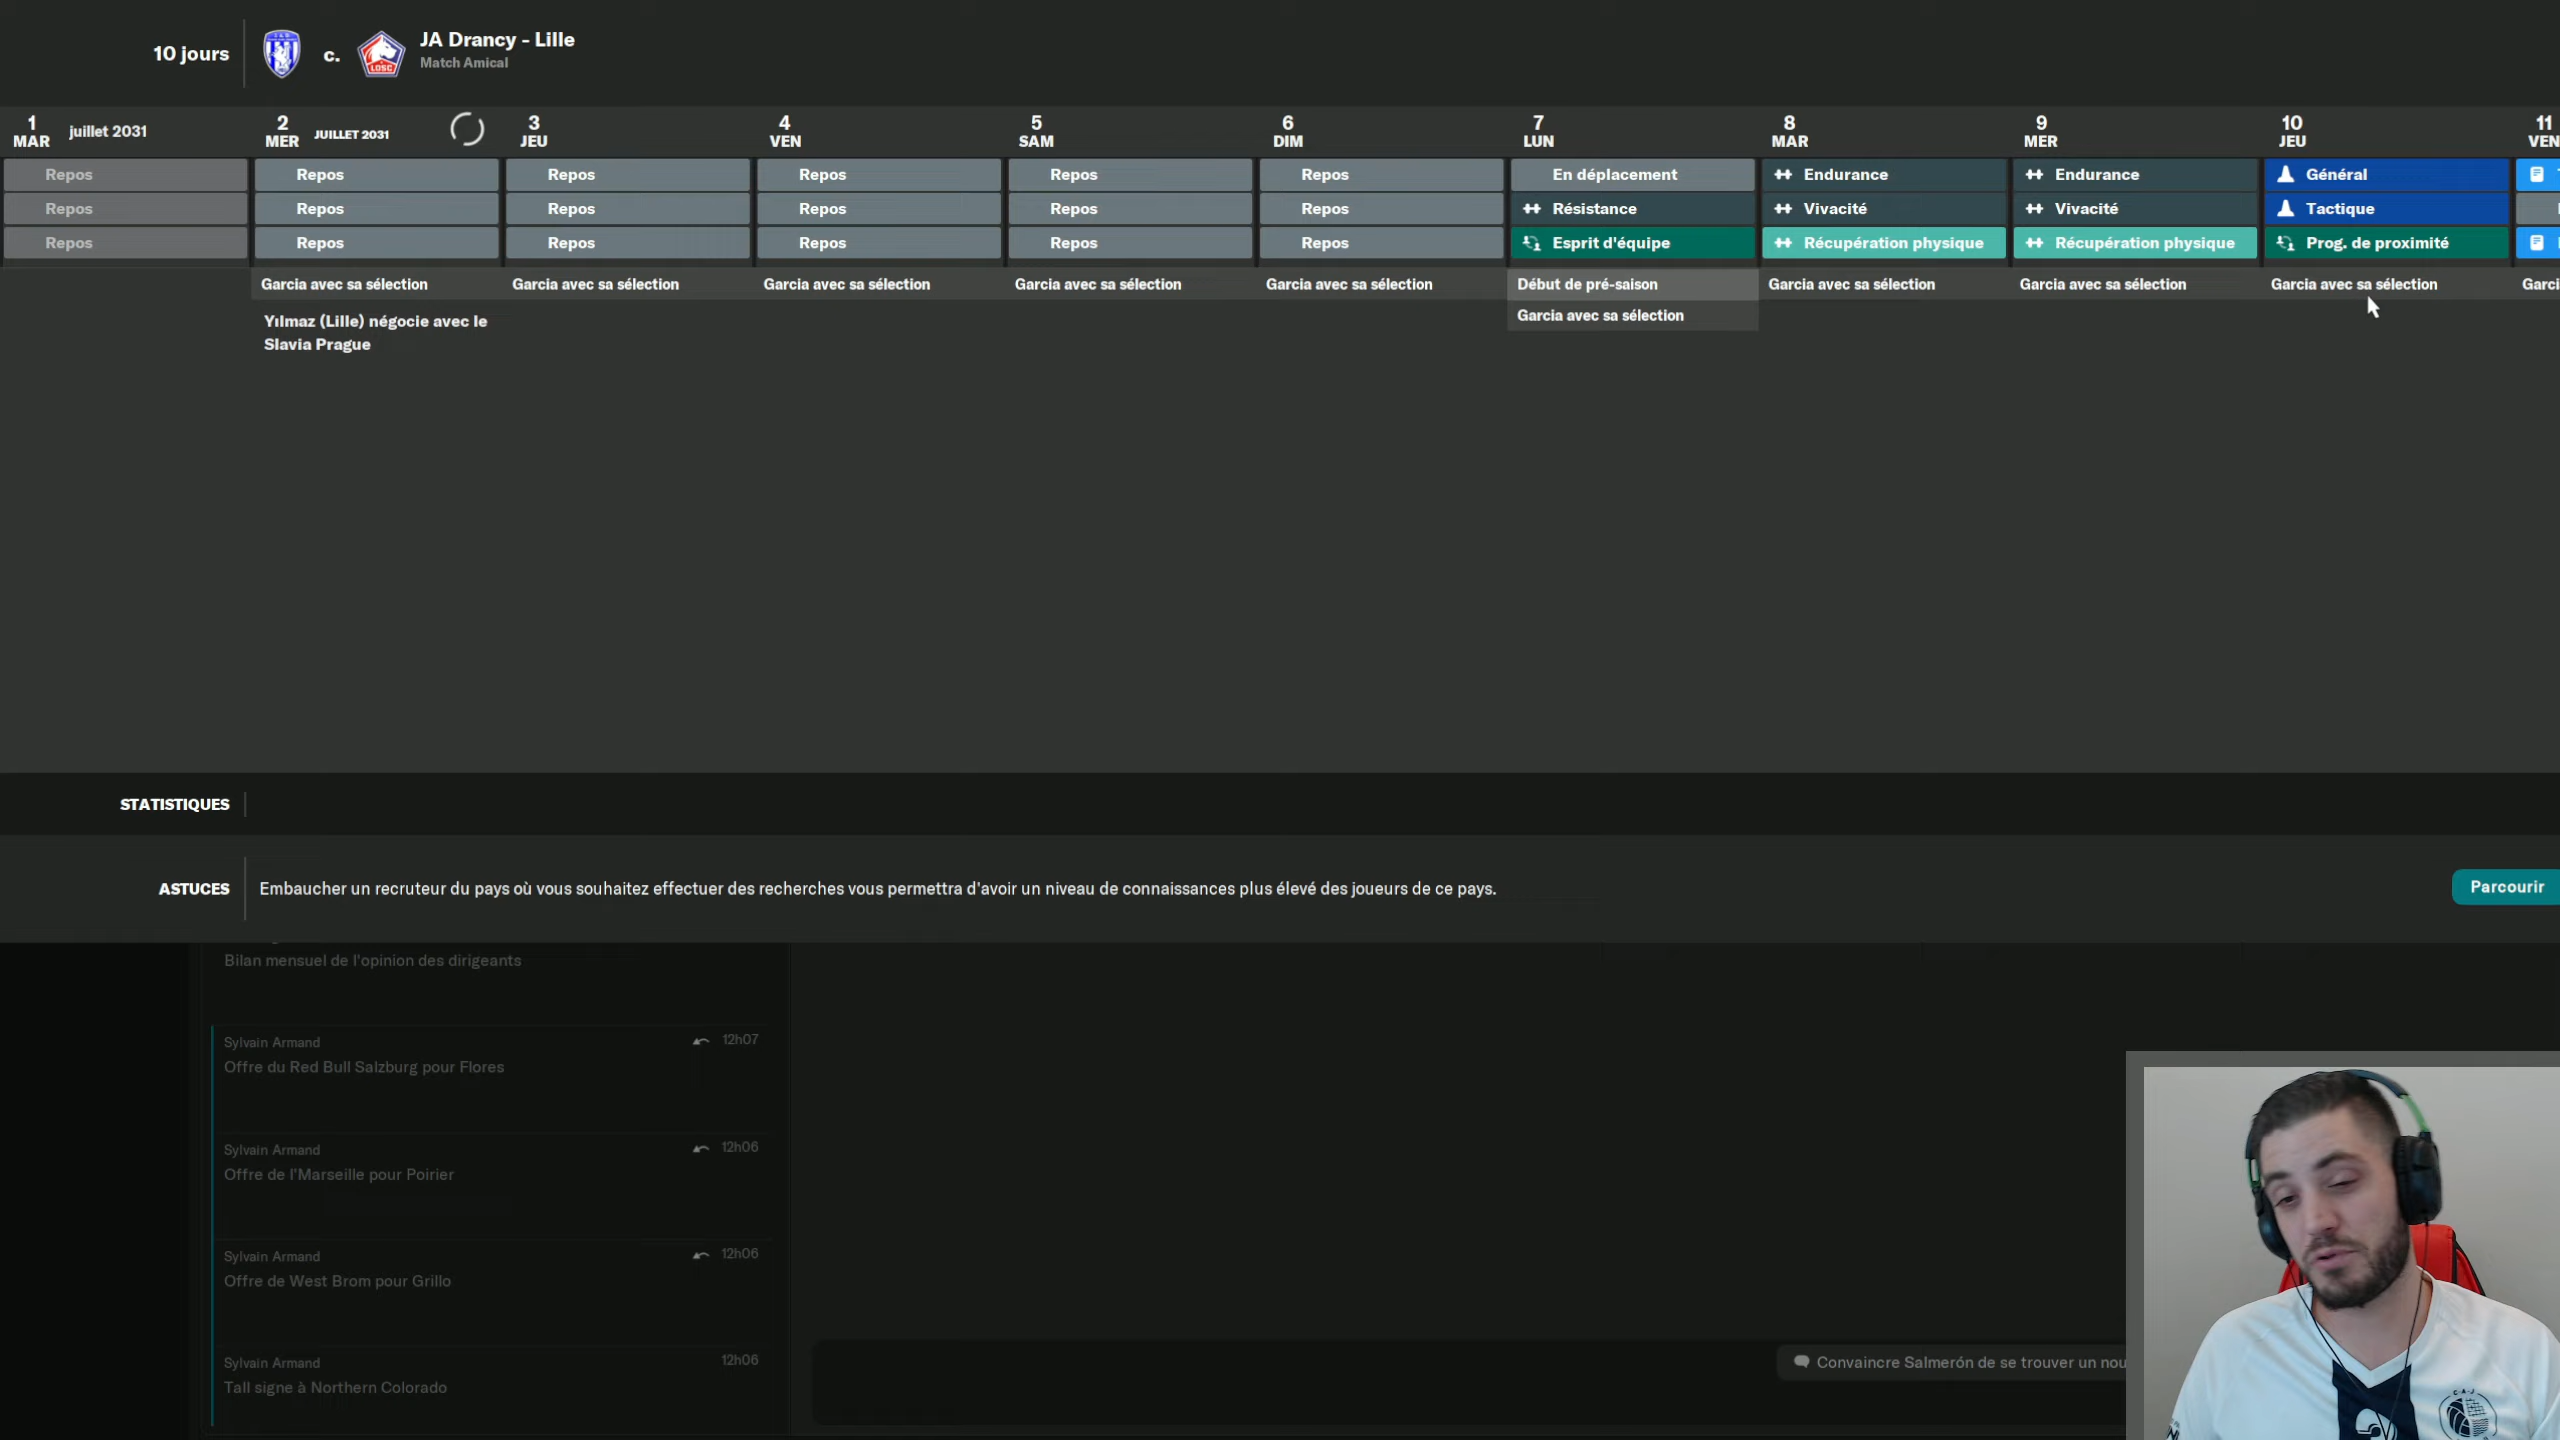 10 jours
c.
JA Drancy - Lille
Match Amical
LOSC
1 MAR juillet 2031
2 MER JUILLET 2031
3 JEU
4 VEN
5 SAM
6 DIM
7 LUN
8 MAR
9 MER
10 JEU
11 VEN
Repos Repos Repos Repos Repos Repos En déplacement Endurance Endurance Général
Repos Repos Repos Repos Repos Repos Résistance Vivacité Vivacité Tactique
Repos Repos Repos Repos Repos Repos Esprit d'équipe Récupération physique Récupération physique Prog. de proximité
Garcia avec sa sélection Garcia avec sa sélection Garcia avec sa sélection Garcia avec sa sélection Garcia avec sa sélection Début de pré-saison Garcia avec sa sélection Garcia avec sa sélection Garcia avec sa sélection Garci
Garcia avec sa sélection
Yılmaz (Lille) négocie avec le
Slavia Prague
STATISTIQUES
ASTUCES
Embaucher un recruteur du pays où vous souhaitez effectuer des recherches vous permettra d'avoir un niveau de connaissances plus élevé des joueurs de ce pays.
Parcourir
Bilan mensuel de l'opinion des dirigeants
Sylvain Armand 12h07
Offre du Red Bull Salzburg pour Flores
Sylvain Armand 12h06
Offre de l'Marseille pour Poirier
Sylvain Armand 12h06
Offre de West Brom pour Grillo
Sylvain Armand 12h06
Tall signe à Northern Colorado
Convaincre Salmerón de se trouver un nou
C.A.J